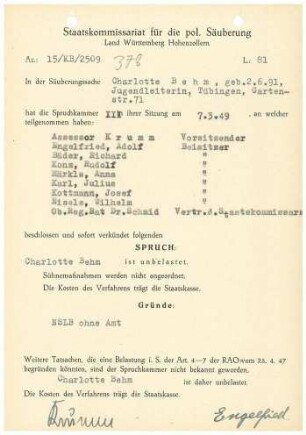 Staatskommissariat für die pol. Säuberung
Land Württemberg Hohenzollern
Az.: 15/KB/2509 378 L: 81
In der Säuberungssache Charlotte Behm, geb.2.6.91,
Jugendleiterin, Tübingen, Garten-
str.71
hat die Spruchkammer III in ihrer Sitzung am 7.3.49 , an welcher
teilgenommen haben:
Assessor Krumm Vorsitzender
Engelfried, Adolf Beisitzer
Bäder, Richard "
Konz, Rudolf "
Märkle, Anna "
Karl, Julius "
Kottmann, Josef "
Nisele, Wilhelm "
Ob.Reg.Rat Dr.Schmid Vertr.d.Staatskommissars
beschlossen und sofort verkündet folgenden
SPRUCH:
Charlotte Behm ist unbelastet.
Sühnemaßnahmen werden nicht angeordnet.
Die Kosten des Verfahrens trägt die Staatskasse.
Gründe:
NSLB ohne Amt
Weitere Tatsachen, die eine Belastung i. S. der Art. 4–7 der RAO vom 25. 4. 47
begründen könnten, sind der Spruchkammer nicht bekannt geworden.
Charlotte Behm ist daher unbelastet.
Die Kosten des Verfahrens trägt die Staatskasse.
Krumm Engelfried